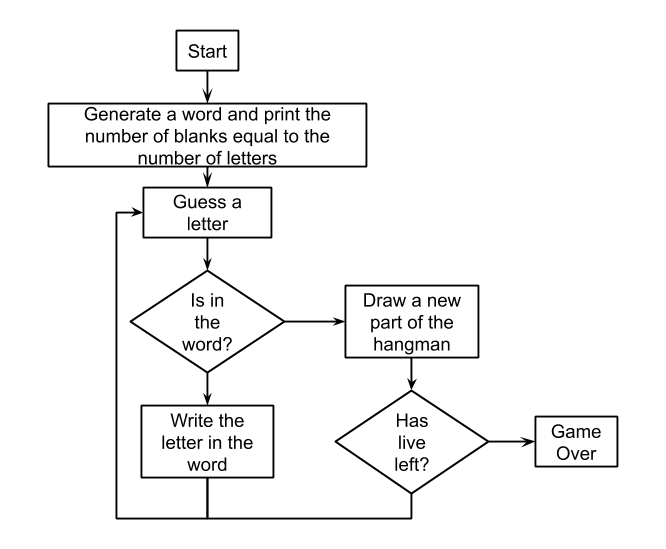 Start
Generate a word and print the
number of blanks equal to the
number of letters
Guess a
letter
Is in
the
word?
Draw a new
part of the
hangman
Write the
letter in the
word
Has
live
left?
Game
Over